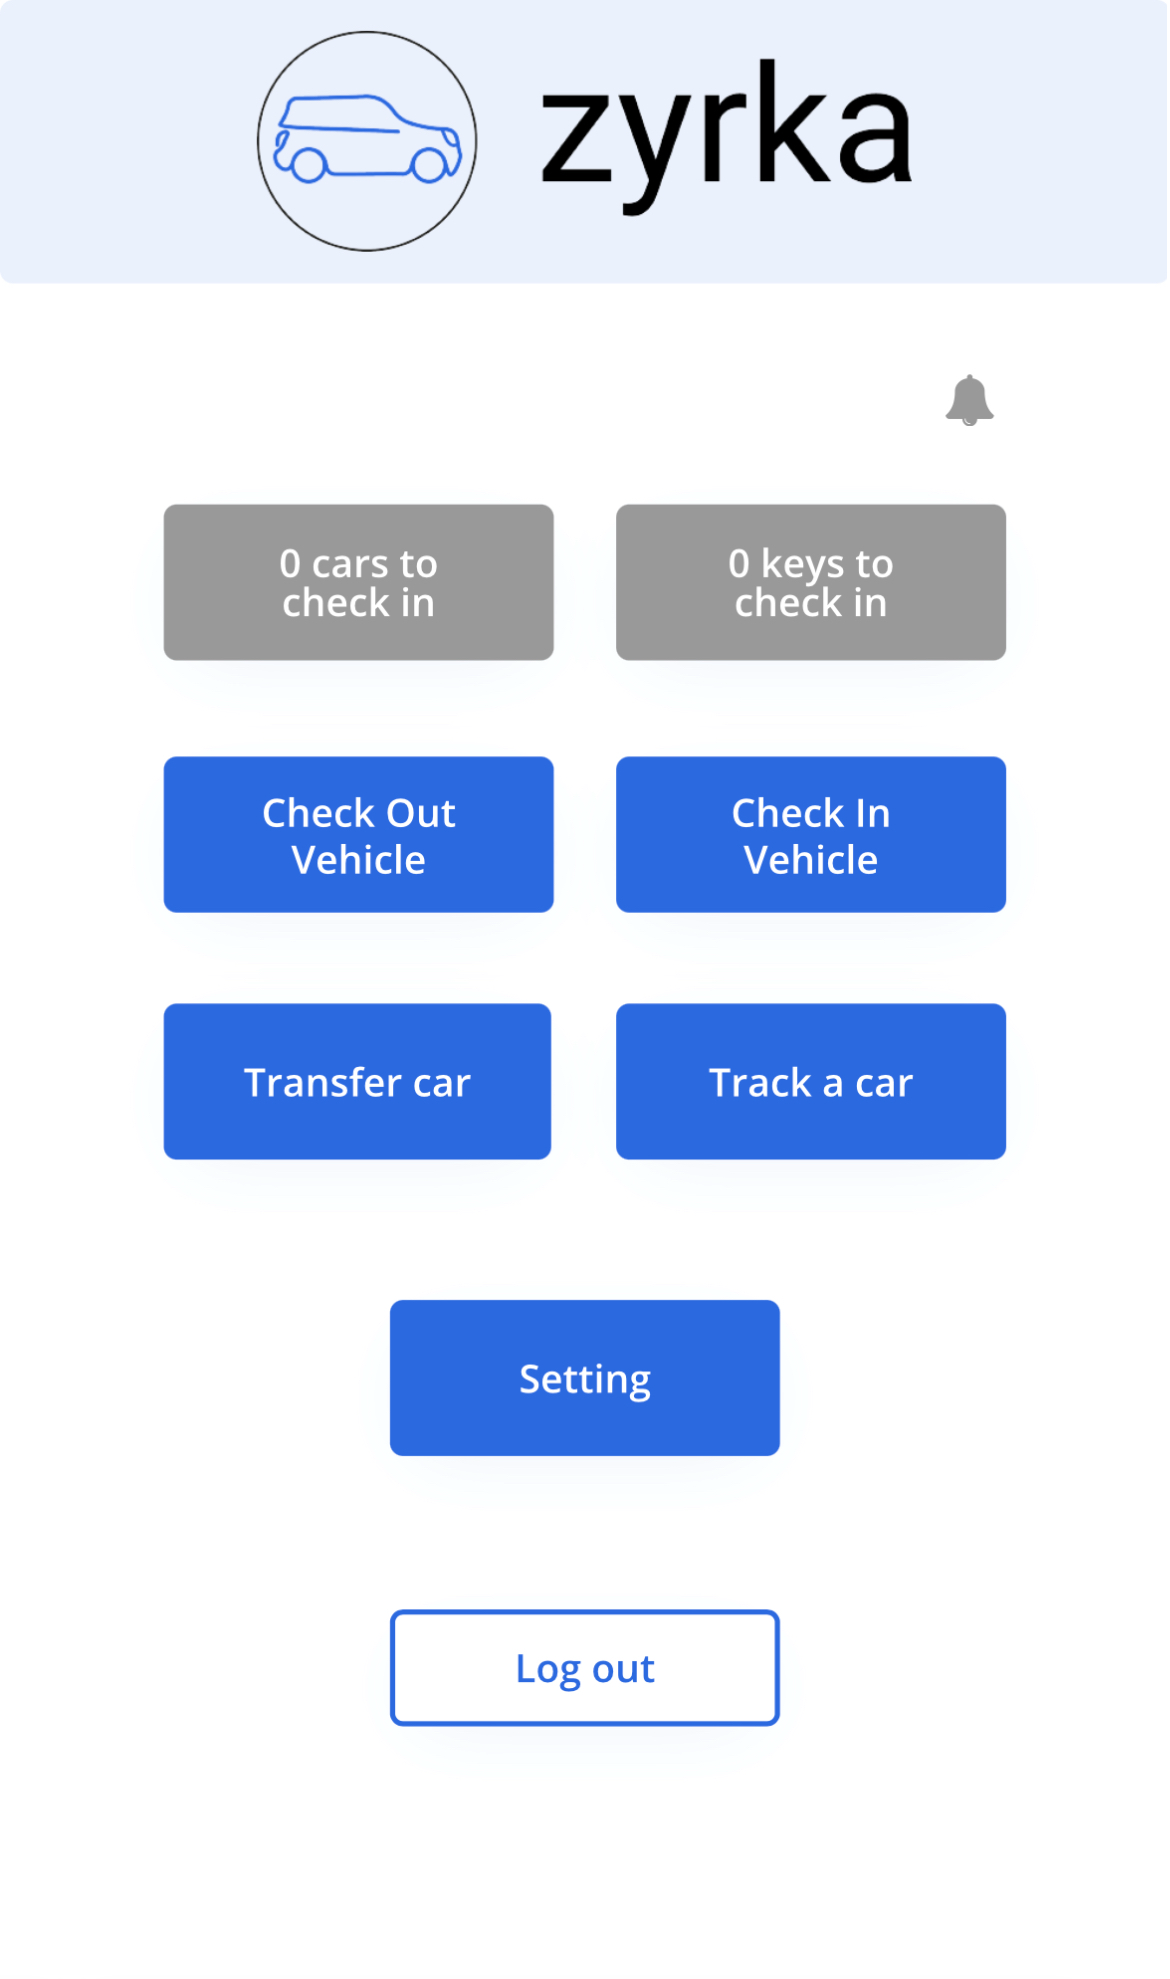 zyrka
0 cars to
check in
0 keys to
check in
Check Out
Vehicle
Check In
Vehicle
Transfer car
Track a car
Setting
Log out